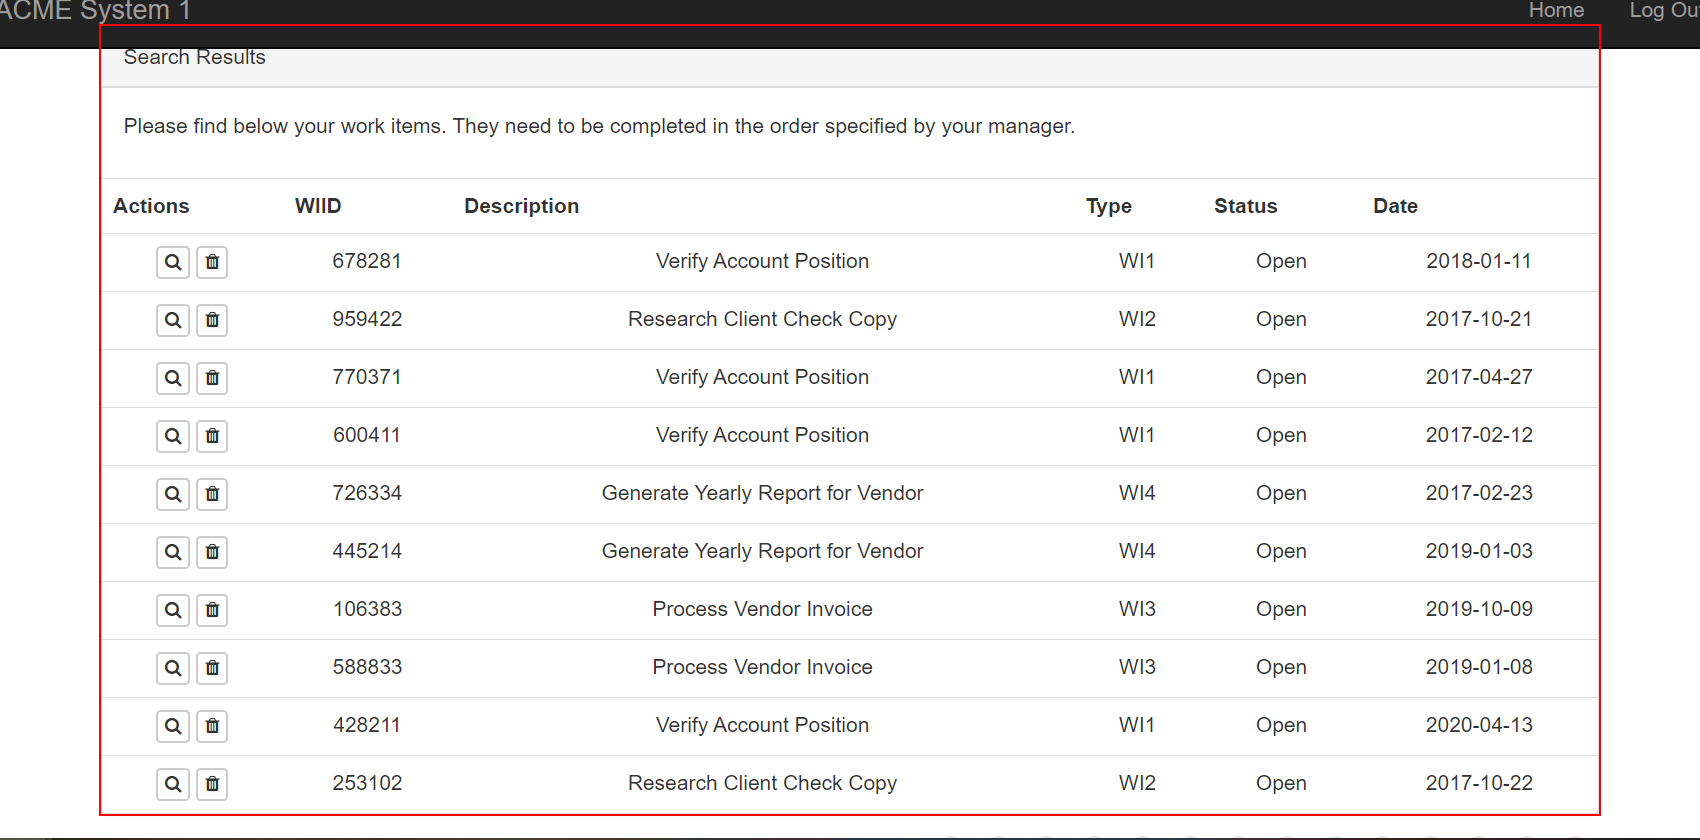 ACME System 1 Home Log Out
Search Results
Please find below your work items. They need to be completed in the order specified by your manager.
Actions WIID Description Type Status Date
678281 Verify Account Position WI1 Open 2018-01-11
959422 Research Client Check Copy WI2 Open 2017-10-21
770371 Verify Account Position WI1 Open 2017-04-27
600411 Verify Account Position WI1 Open 2017-02-12
726334 Generate Yearly Report for Vendor WI4 Open 2017-02-23
445214 Generate Yearly Report for Vendor WI4 Open 2019-01-03
106383 Process Vendor Invoice WI3 Open 2019-10-09
588833 Process Vendor Invoice WI3 Open 2019-01-08
428211 Verify Account Position WI1 Open 2020-04-13
253102 Research Client Check Copy WI2 Open 2017-10-22